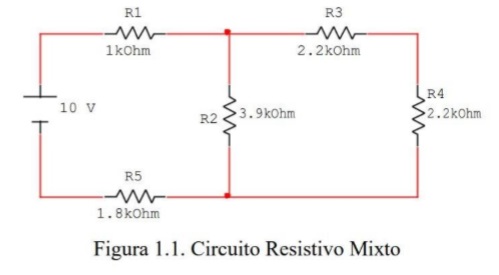 R1
1kOhm
R3
2.2kOhm
10 V
R2
3.9kOhm
R4
2.2kOhm
R5
1.8kOhm
Figura 1.1. Circuito Resistivo Mixto